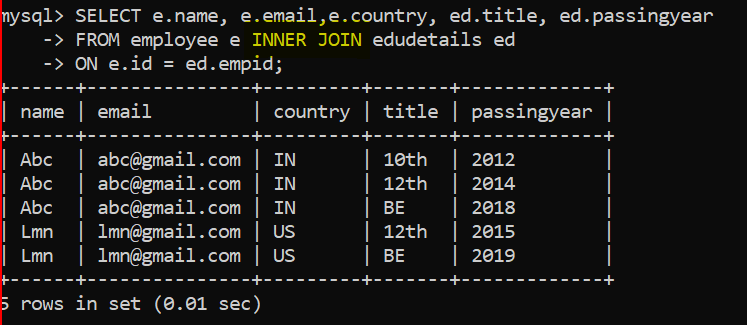 mysql> SELECT e.name, e.email,e.country, ed.title, ed.passingyear
    -> FROM employee e INNER JOIN edudetails ed
    -> ON e.id = ed.empid;
+------+---------------+---------+-------+-------------+
| name | email         | country | title | passingyear |
+------+---------------+---------+-------+-------------+
| Abc  | abc@gmail.com | IN      | 10th  | 2012        |
| Abc  | abc@gmail.com | IN      | 12th  | 2014        |
| Abc  | abc@gmail.com | IN      | BE    | 2018        |
| Lmn  | lmn@gmail.com | US      | 12th  | 2015        |
| Lmn  | lmn@gmail.com | US      | BE    | 2019        |
+------+---------------+---------+-------+-------------+
5 rows in set (0.01 sec)